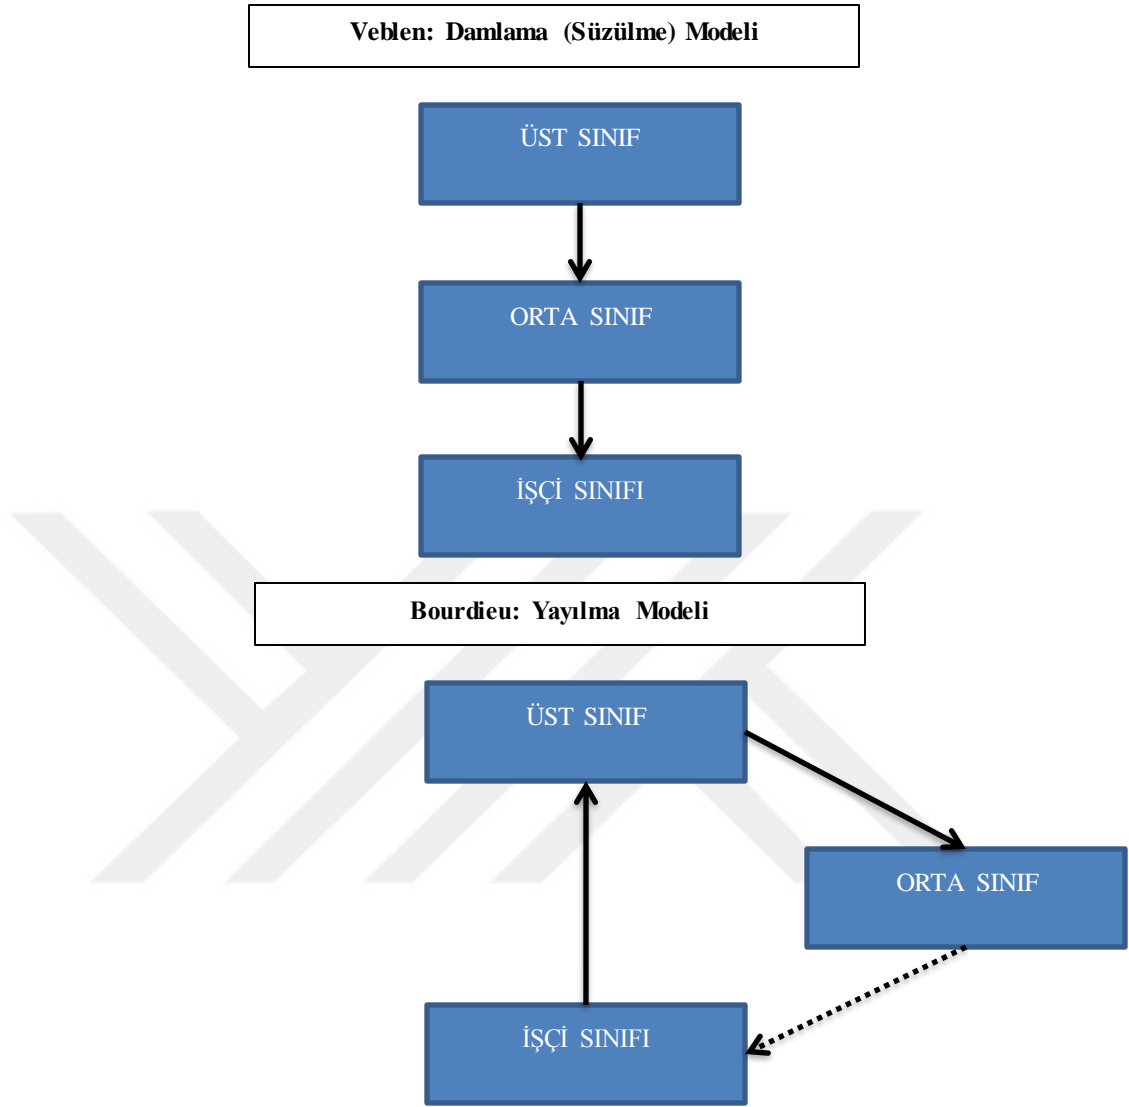 Veblen: Damlama (Süzülme) Modeli
ÜST SINIF
ORTA SINIF
İŞÇİ SINIFI
Bourdieu: Yayılma Modeli
ÜST SINIF
ORTA SINIF
İŞÇİ SINIFI